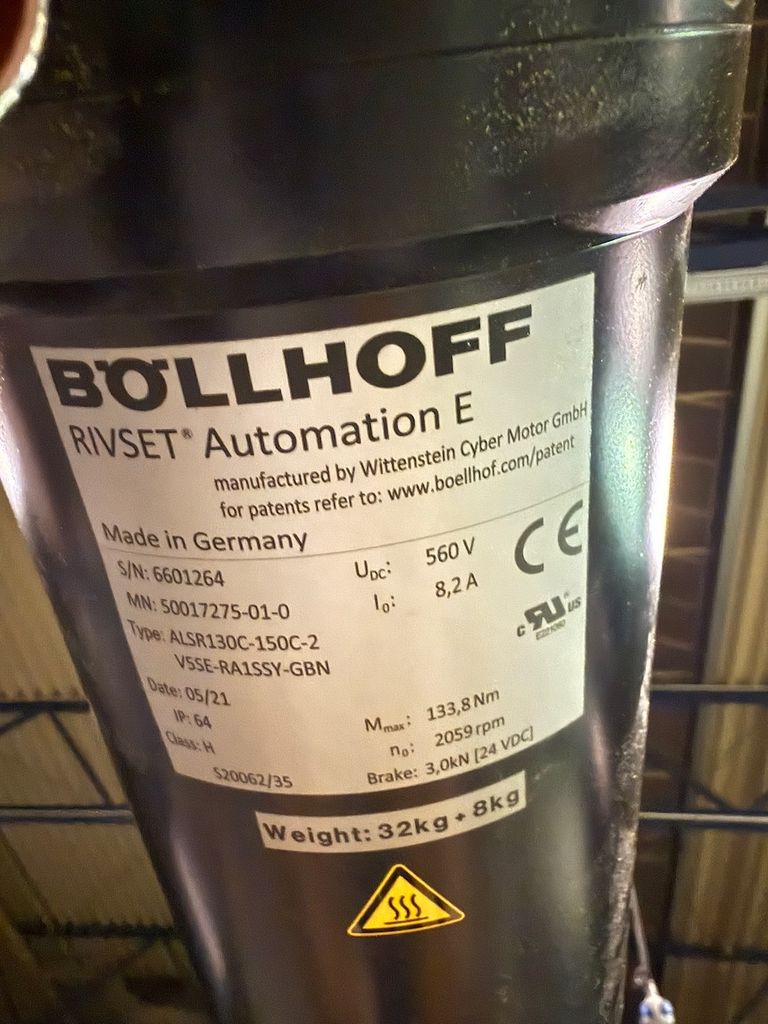 BÖLLHOFF
RIVSET® Automation E
manufactured by Wittenstein Cyber Motor GmbH
for patents refer to: www.boellhof.com/patent
Made in Germany
S/N: 6601264
MN: 50017275-01-0
Type: ALSR130C-150C-2
V5SE-RA1SSY-GBN
Date: 05/21
IP: 64
Class: H
S20062/35
UDC: 560 V
I0: 8,2 A
CE
c RU® US
Mmax: 133,8 Nm
n0: 2059 rpm
Brake: 3,0kN [24 VDC]
Weight: 32kg + 8kg